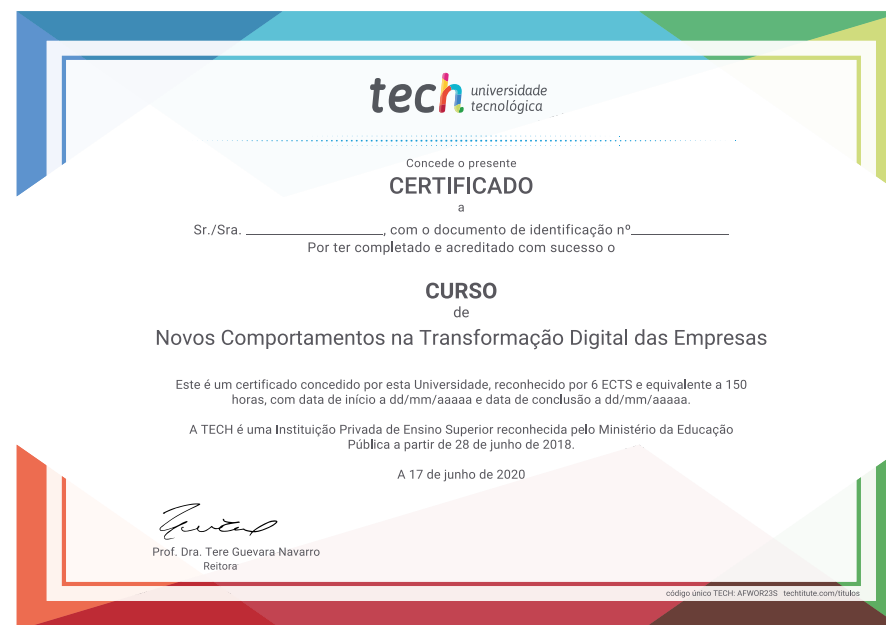 tech universidade
tecnológica
Concede o presente
CERTIFICADO
a
Sr./Sra. ____________________, com o documento de identificação nº______________
Por ter completado e acreditado com sucesso o
CURSO
de
Novos Comportamentos na Transformação Digital das Empresas
Este é um certificado concedido por esta Universidade, reconhecido por 6 ECTS e equivalente a 150
horas, com data de início a dd/mm/aaaaa e data de conclusão a dd/mm/aaaaa.
A TECH é uma Instituição Privada de Ensino Superior reconhecida pelo Ministério da Educação
Pública a partir de 28 de junho de 2018.
A 17 de junho de 2020
Prof. Dra. Tere Guevara Navarro
Reitora
código único TECH: AFWOR23S techtitute.com/titulos